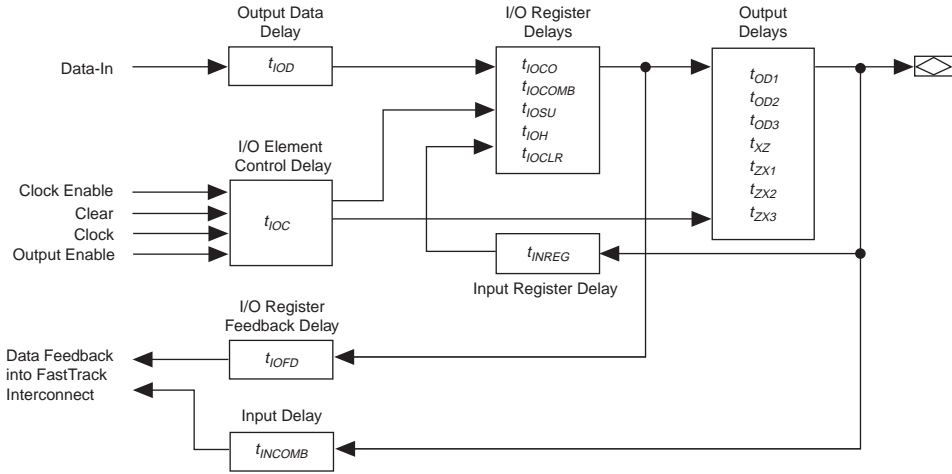 Output Data
Delay
I/O Register
Delays
Output
Delays
Data-In
tIOD
tIOCO
tIOCOMB
tIOSU
tIOH
tIOCLR
tOD1
tOD2
tOD3
tXZ
tZX1
tZX2
tZX3
I/O Element
Control Delay
Clock Enable
Clear
Clock
Output Enable
tIOC
tINREG
Input Register Delay
I/O Register
Feedback Delay
Data Feedback
into FastTrack
Interconnect
tIOFD
Input Delay
tINCOMB